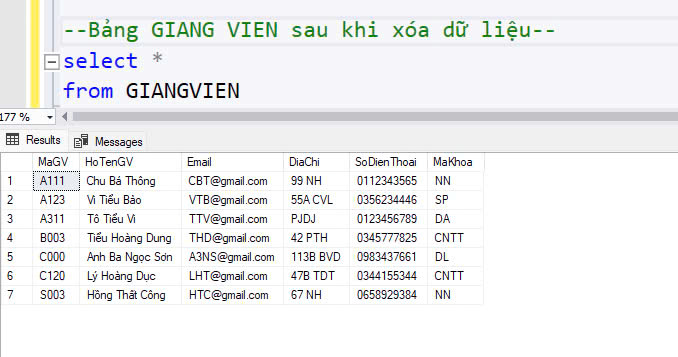 --Bảng GIANG VIEN sau khi xóa dữ liệu--
select *
from GIANGVIEN
177 %
Results Messages
MaGV HoTenGV Email DiaChi SoDienThoai MaKhoa
1 A111 Chu Bá Thông CBT@gmail.com 99 NH 0112343565 NN
2 A123 Vi Tiểu Bảo VTB@gmail.com 55A CVL 0356234446 SP
3 A311 Tô Tiểu Vi TTV@gmail.com PJDJ 0123456789 DA
4 B003 Tiểu Hoàng Dung THD@gmail.com 42 PTH 0345777825 CNTT
5 C000 Anh Ba Ngọc Sơn A3NS@gmail.com 113B BVD 0983437661 DL
6 C120 Lý Hoàng Dục LHT@gmail.com 47B TDT 0344155344 CNTT
7 S003 Hồng Thất Công HTC@gmail.com 67 NH 0658929384 NN